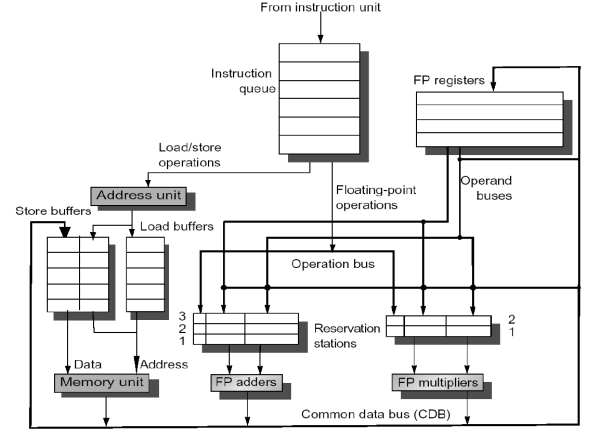 From instruction unit
Instruction
queue
FP registers
Load/store
operations
Address unit
Floating-point
operations
Operand
buses
Store buffers
Load buffers
Operation bus
3
2
1
Reservation
stations
2
1
Data
Address
Memory unit
FP adders
FP multipliers
Common data bus (CDB)